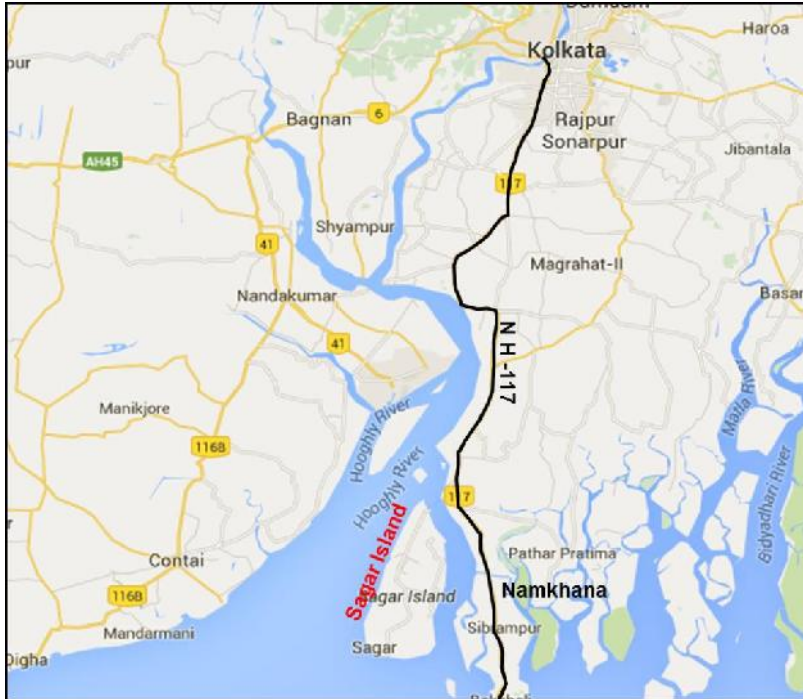 Kolkata
Haroa
Bagnan
6
Rajpur
Sonarpur
Jibantala
AH45
117
Shyampur
41
Magrahat-II
Nandakumar
N H -117
41
Manikjore
Hooghly River
Matla River
116B
Hooghly River
Bidyadhari River
117
Sagar Island
Pathar Pratima
Contai
Namkhana
116B
Sagar Island
Mandarmani
Sibrampur
Sagar
Digha